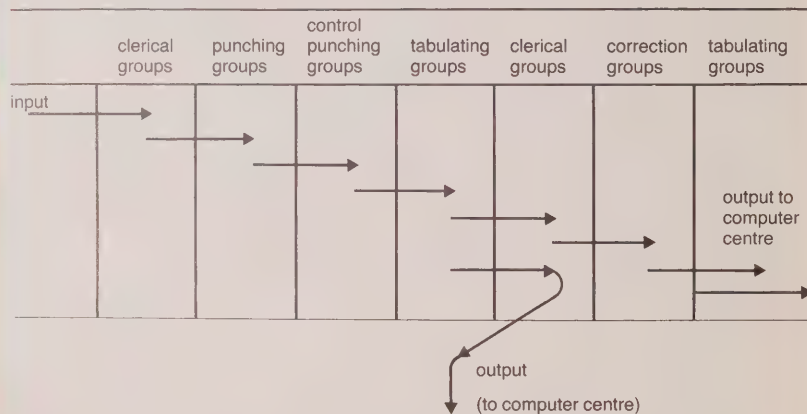 clerical groups
punching groups
control punching groups
tabulating groups
clerical groups
correction groups
tabulating groups
input
output to
computer
centre
output
(to computer centre)